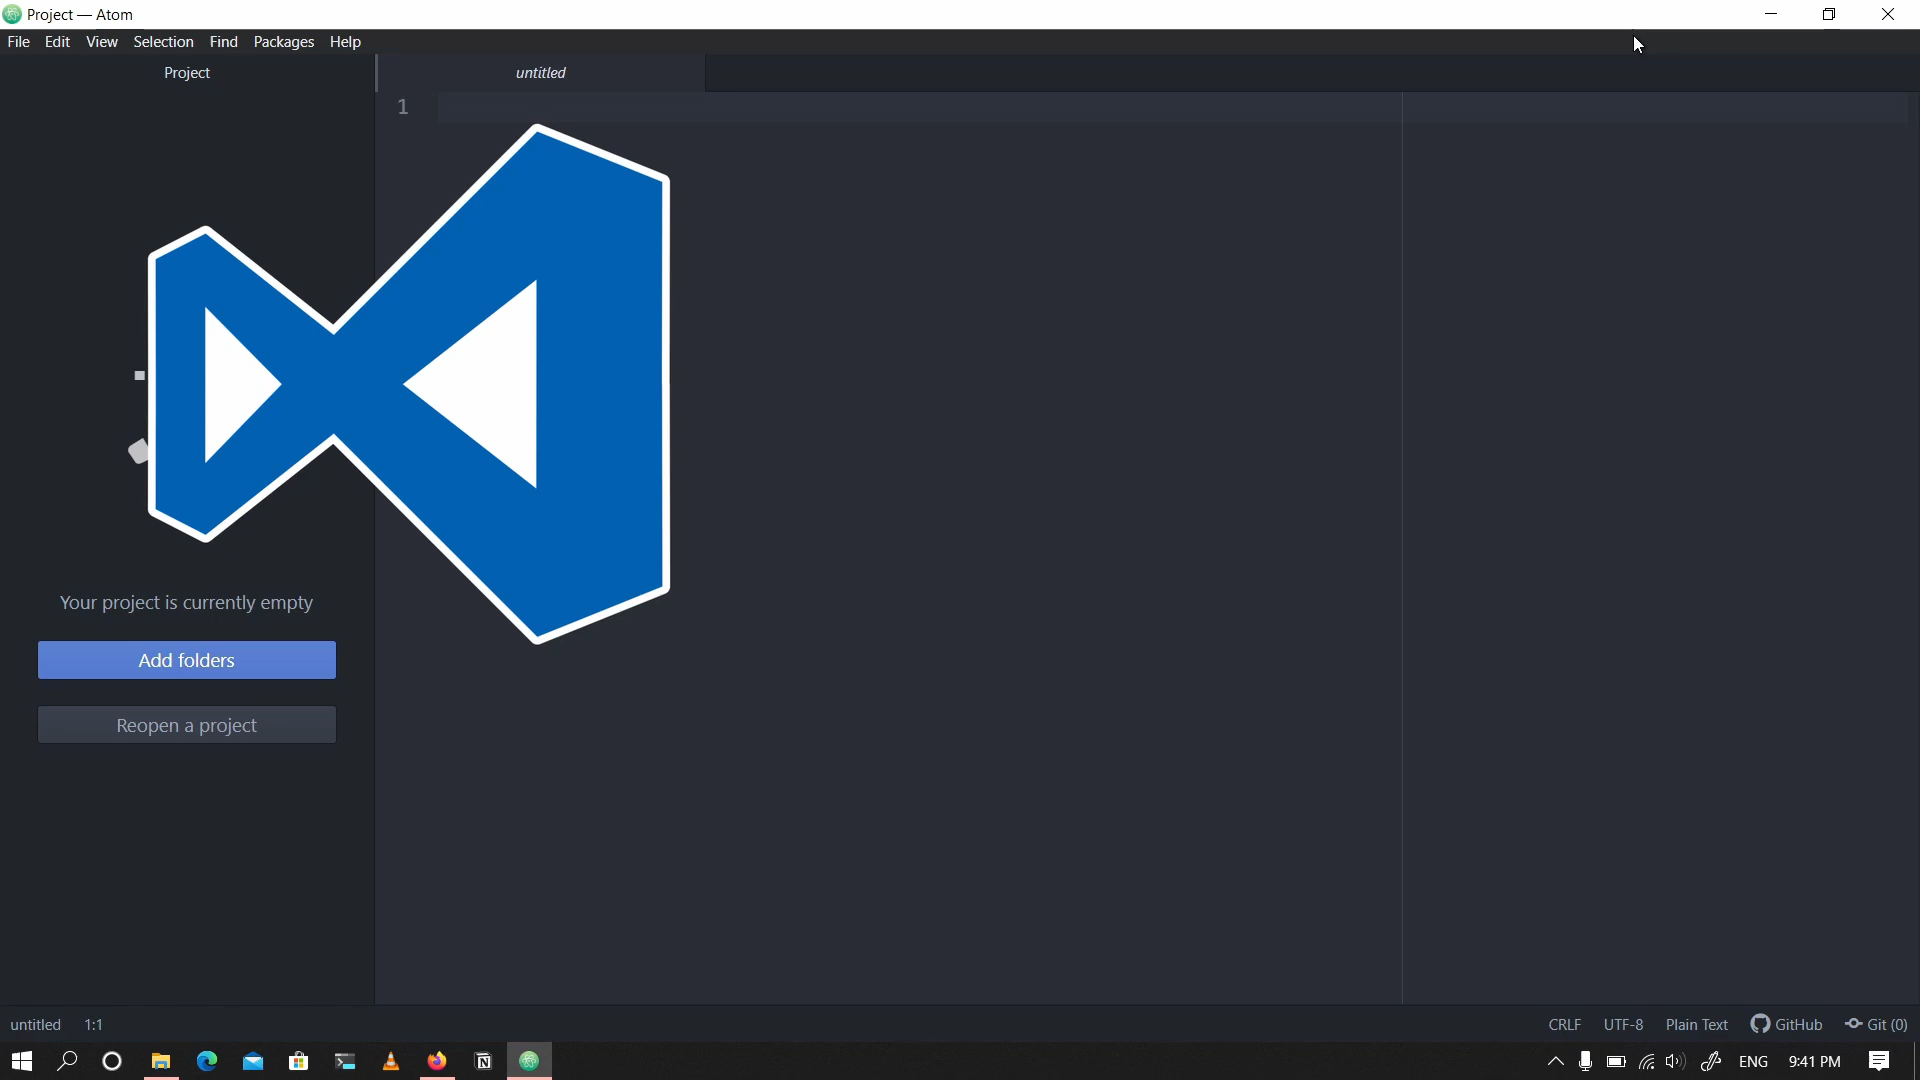 Project — Atom
File Edit View Selection Find Packages Help
Project
untitled
1
Your project is currently empty
Add folders
Reopen a project
untitled 1:1
CRLF UTF-8 Plain Text GitHub Git (0)
ENG 9:41 PM